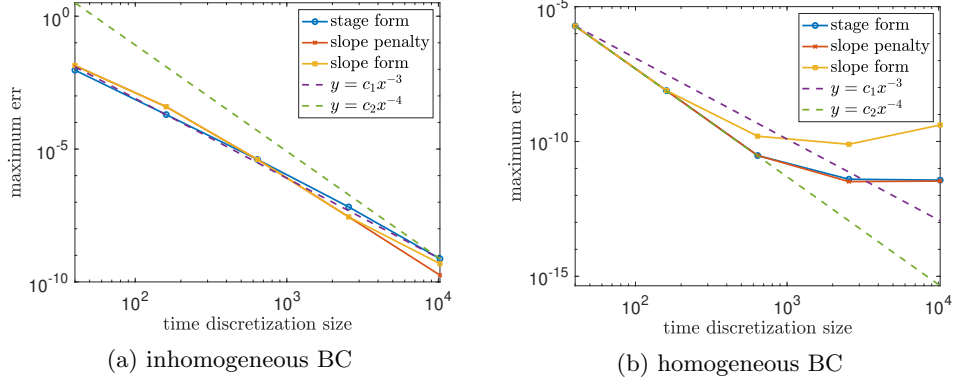 10^0
10^-5
10^-10
10^2
10^3
10^4
maximum err
time discretization size
stage form
slope penalty
slope form
y = c_1x^-3
y = c_2x^-4
(a) inhomogeneous BC
10^-5
10^-10
10^-15
10^2
10^3
10^4
maximum err
time discretization size
stage form
slope penalty
slope form
y = c_1x^-3
y = c_2x^-4
(b) homogeneous BC